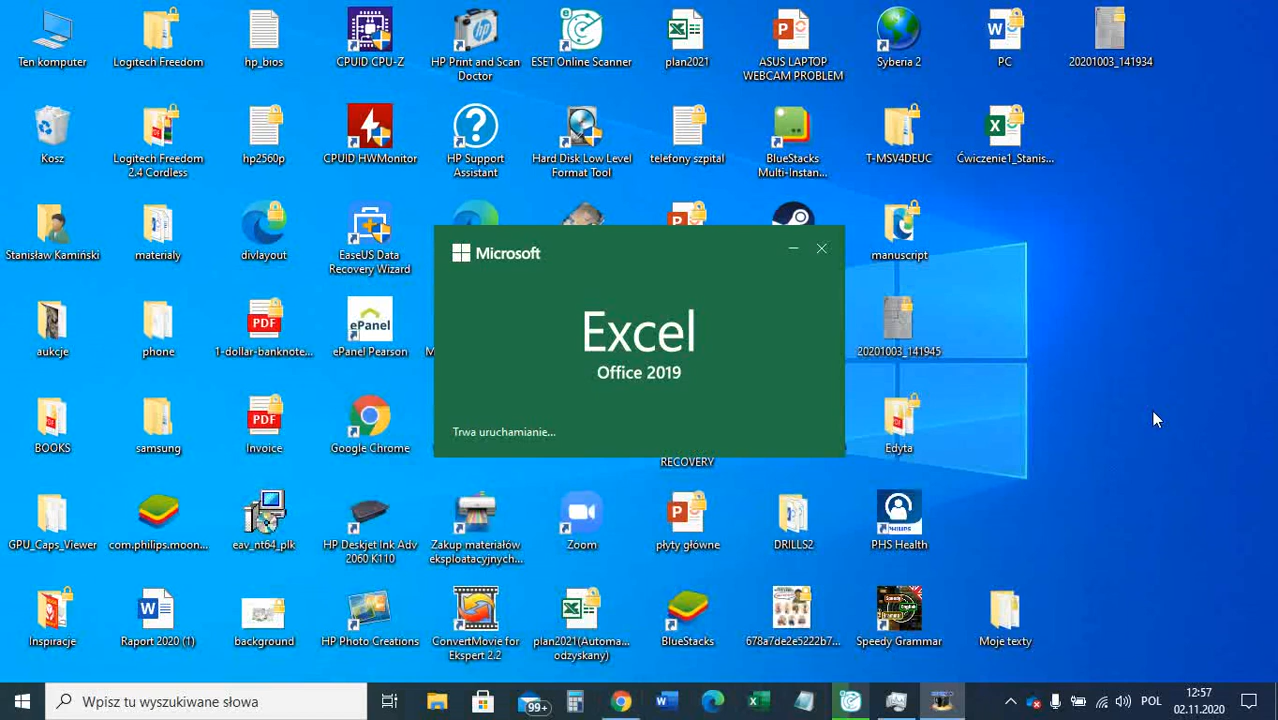 Ten komputer
Logitech Freedom
hp_bios
CPUID CPU-Z
HP Print and Scan
Doctor
ESET Online Scanner
plan2021
ASUS LAPTOP
WEBCAM PROBLEM
Syberia 2
PC
20201003_141934
Kosz
Logitech Freedom
2.4 Cordless
hp2560p
CPUID HWMonitor
HP Support
Assistant
Hard Disk Low Level
Format Tool
telefony szpital
BlueStacks
Multi-Instan...
T-MSV4DEUC
Ćwiczenie1_Stanis...
Stanisław Kamiński
materialy
divlayout
EaseUS Data
Recovery Wizard
manuscript
Microsoft
Excel
Office 2019
Trwa uruchamianie...
aukcje
phone
PDF
1-dollar-banknote...
ePanel
ePanel Pearson
M
20201003_141945
BOOKS
samsung
PDF
Invoice
Google Chrome
RECOVERY
Edyta
GPU_Caps_Viewer
com.philips.moon...
eav_nt64_plk
HP Deskjet Ink Adv
2060 K110
Zakup materiałów
eksploatacyjnych...
Zoom
płyty główne
DRILLS2
PHILIPS
PHS Health
Inspiracje
Raport 2020 (1)
background
HP Photo Creations
ConvertMovie for
Ekspert 2.2
plan2021(Automa...
odzyskany)
BlueStacks
678a7de2e5222b7...
Speedy Grammar
Moje texty
Wpisz tu wyszukiwane słowa
99+
POL
12:57
02.11.2020